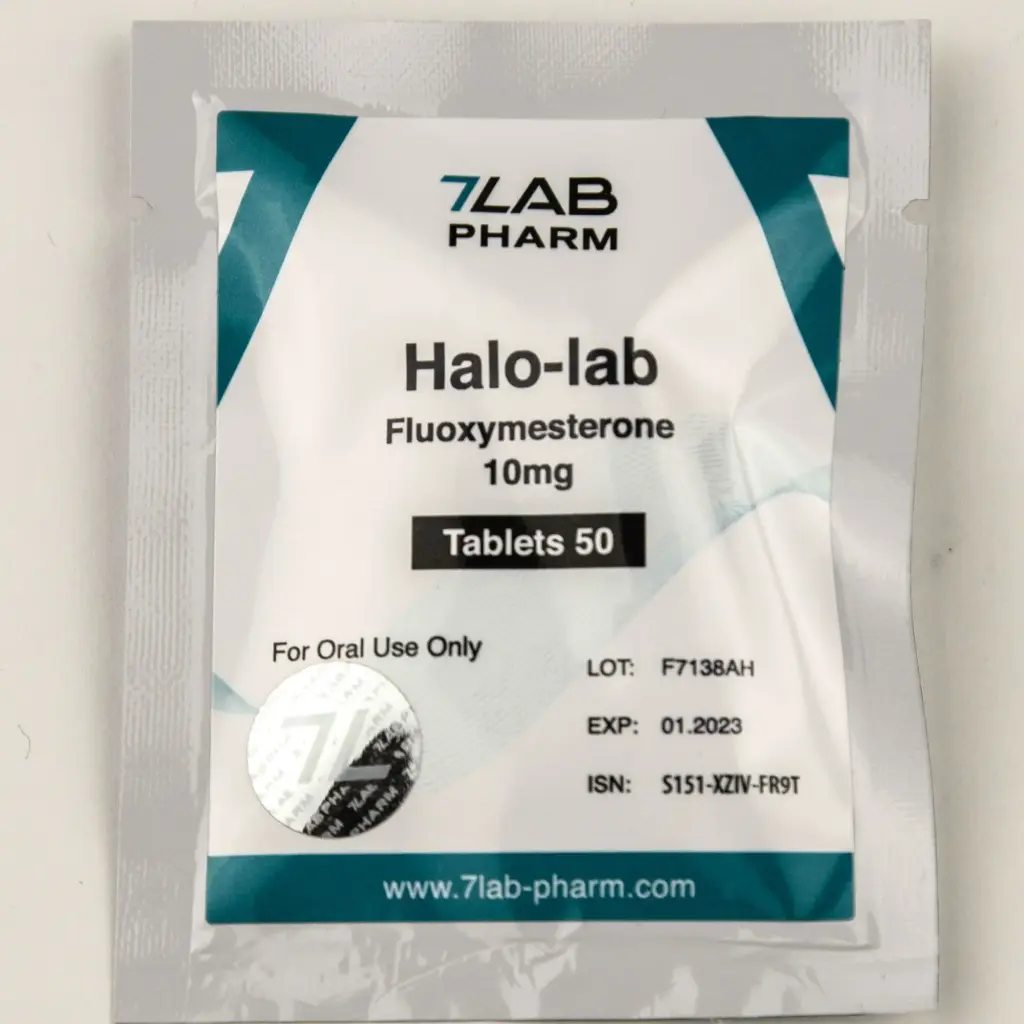 7LAB
PHARM
Halo-lab
Fluoxymesterone
10mg
Tablets 50
For Oral Use Only
LOT: F7138AH
EXP: 01.2023
ISN: S151-XZIV-FR9T
7L
www.7lab-pharm.com